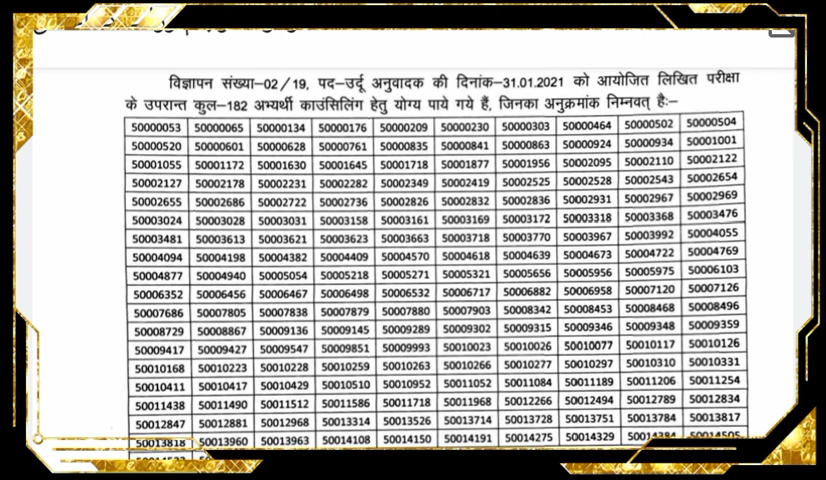 विज्ञापन संख्या–02/19, पद–उर्दू अनुवादक की दिनांक–31.01.2021 को आयोजित लिखित परीक्षा
के उपरान्त कुल–182 अभ्यर्थी काउंसिलिंग हेतु योग्य पाये गये हैं, जिनका अनुक्रमांक निम्नवत् हैः–
50000053 50000065 50000134 50000176 50000209 50000230 50000303 50000464 50000502 50000504
50000520 50000601 50000628 50000761 50000835 50000841 50000863 50000924 50000934 50001001
50001055 50001172 50001630 50001645 50001718 50001877 50001956 50002095 50002110 50002122
50002127 50002178 50002231 50002282 50002349 50002419 50002525 50002528 50002543 50002654
50002655 50002686 50002722 50002736 50002826 50002832 50002836 50002931 50002967 50002969
50003024 50003028 50003031 50003158 50003161 50003169 50003172 50003318 50003368 50003476
50003481 50003613 50003621 50003623 50003663 50003718 50003770 50003967 50003992 50004055
50004094 50004198 50004382 50004409 50004570 50004618 50004639 50004673 50004722 50004769
50004877 50004940 50005054 50005218 50005271 50005321 50005656 50005956 50005975 50006103
50006352 50006456 50006467 50006498 50006532 50006717 50006882 50006958 50007120 50007126
50007686 50007805 50007838 50007879 50007880 50007903 50008342 50008453 50008468 50008496
50008729 50008867 50009136 50009145 50009289 50009302 50009315 50009346 50009348 50009359
50009417 50009427 50009547 50009851 50009993 50010023 50010026 50010077 50010117 50010126
50010168 50010223 50010228 50010259 50010263 50010266 50010277 50010297 50010310 50010331
50010411 50010417 50010429 50010510 50010952 50011052 50011084 50011189 50011206 50011254
50011438 50011490 50011512 50011586 50011718 50011968 50012266 50012494 50012789 50012834
50012847 50012881 50012968 50013314 50013526 50013714 50013728 50013751 50013784 50013817
50013818 50013960 50013963 50014108 50014150 50014191 50014275 50014329 50014384 50014505